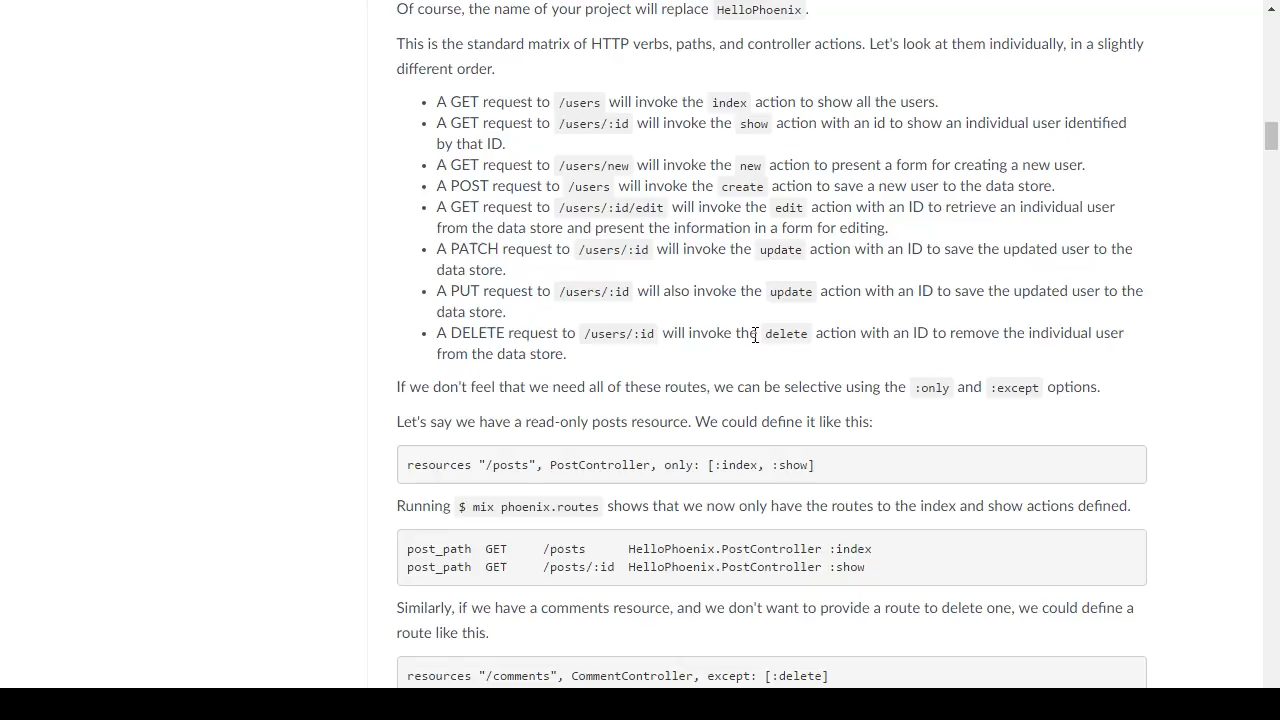 Of course, the name of your project will replace HelloPhoenix.
This is the standard matrix of HTTP verbs, paths, and controller actions. Let's look at them individually, in a slightly
different order.
• A GET request to /users will invoke the index action to show all the users.
• A GET request to /users/:id will invoke the show action with an id to show an individual user identified
by that ID.
• A GET request to /users/new will invoke the new action to present a form for creating a new user.
• A POST request to /users will invoke the create action to save a new user to the data store.
• A GET request to /users/:id/edit will invoke the edit action with an ID to retrieve an individual user
from the data store and present the information in a form for editing.
• A PATCH request to /users/:id will invoke the update action with an ID to save the updated user to the
data store.
• A PUT request to /users/:id will also invoke the update action with an ID to save the updated user to the
data store.
• A DELETE request to /users/:id will invoke the delete action with an ID to remove the individual user
from the data store.
If we don't feel that we need all of these routes, we can be selective using the :only and :except options.
Let's say we have a read-only posts resource. We could define it like this:
resources "/posts", PostController, only: [:index, :show]
Running $ mix phoenix.routes shows that we now only have the routes to the index and show actions defined.
post_path  GET     /posts      HelloPhoenix.PostController :index
post_path  GET     /posts/:id  HelloPhoenix.PostController :show
Similarly, if we have a comments resource, and we don't want to provide a route to delete one, we could define a
route like this.
resources "/comments", CommentController, except: [:delete]